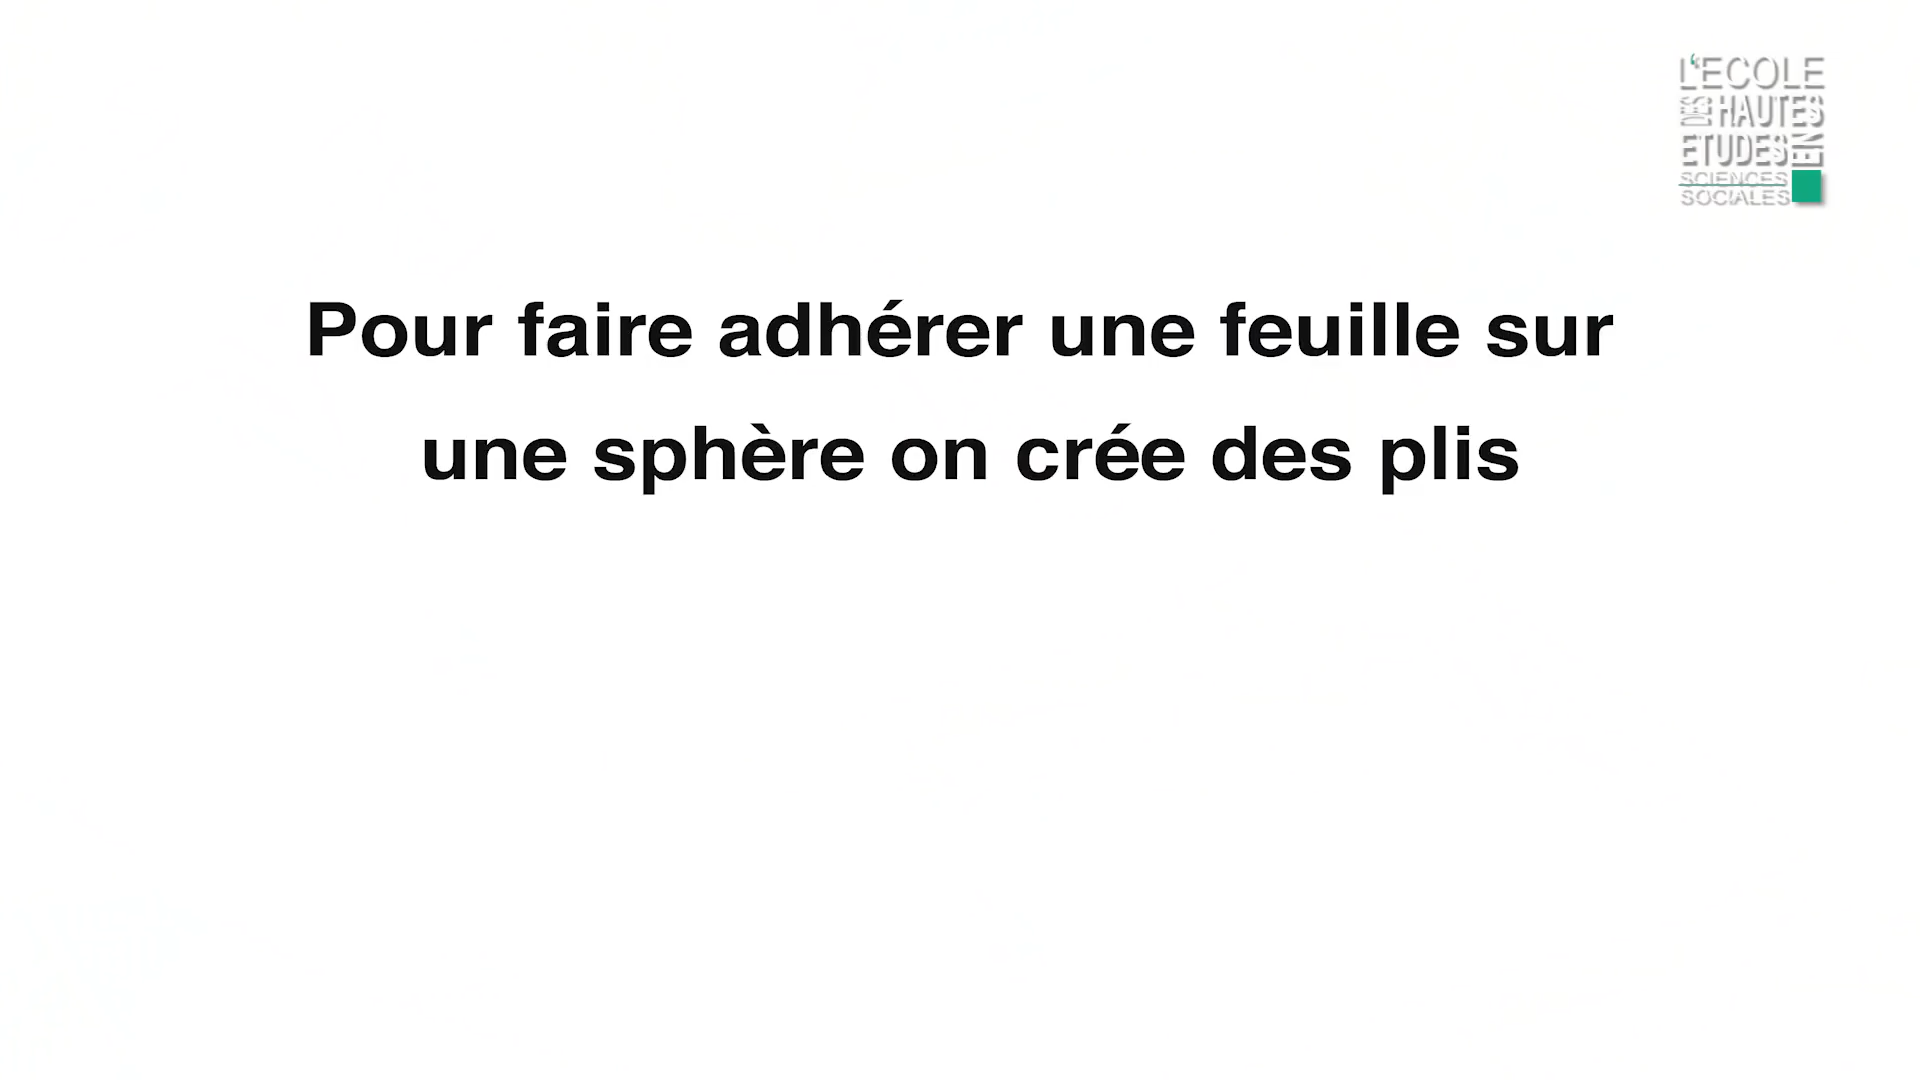 L'ECOLE
DES HAUTES
ETUDES EN
SCIENCES
SOCIALES
Pour faire adhérer une feuille sur
une sphère on crée des plis